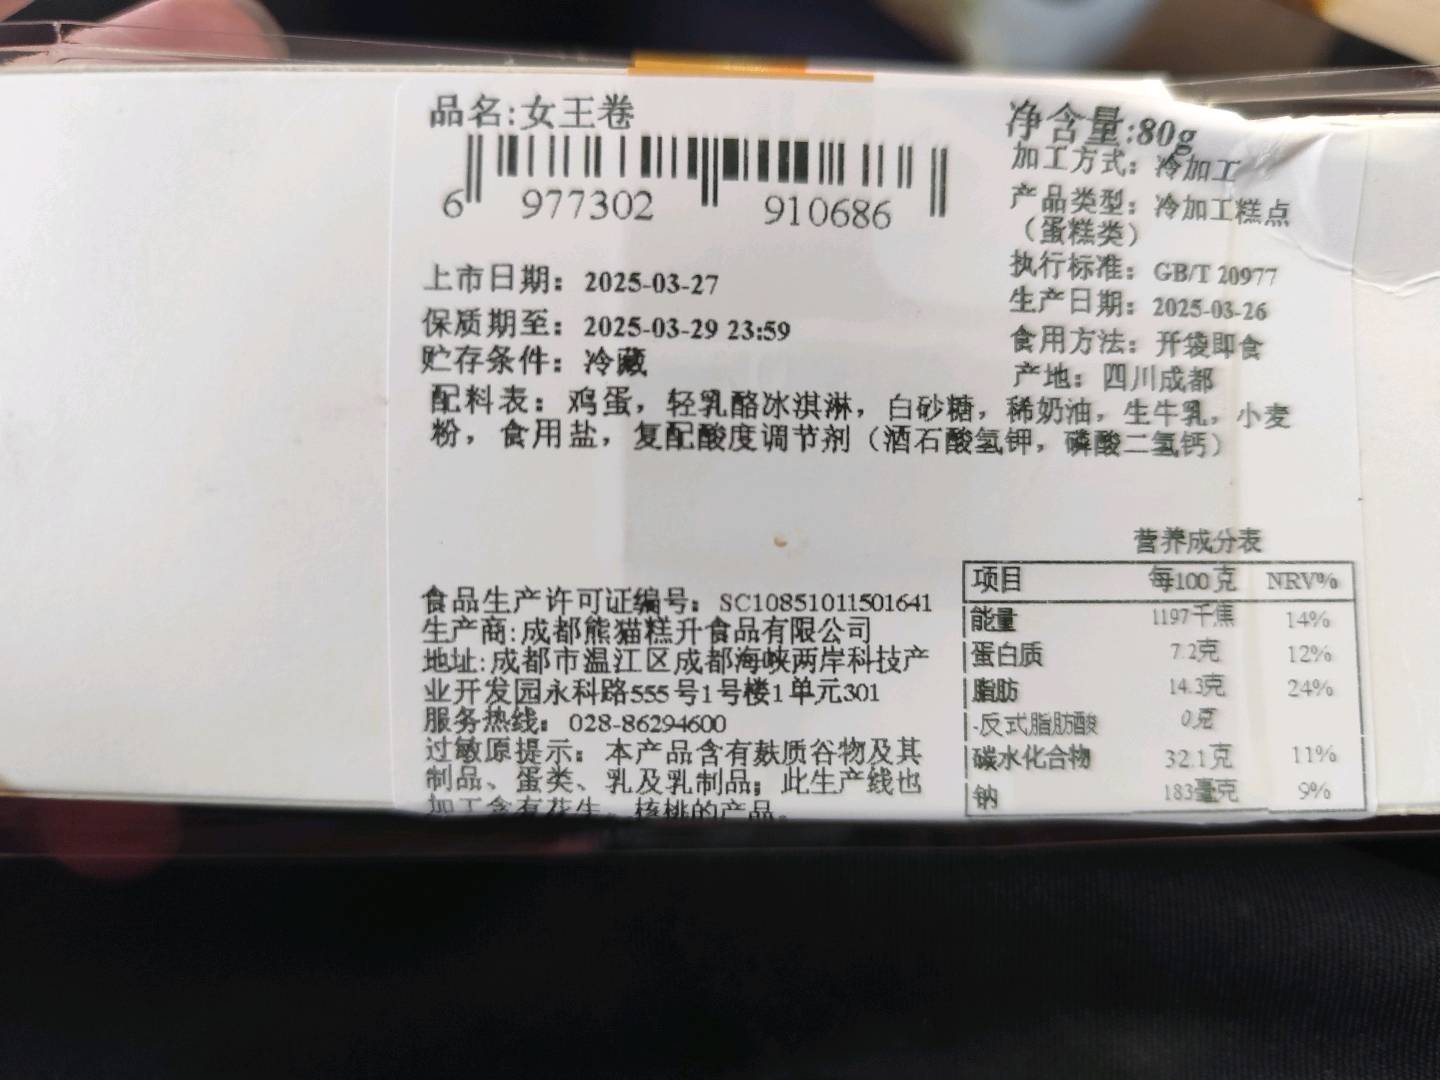 品名:女王卷
净含量:80g
6 977302 910686
加工方式：冷加工
产品类型：冷加工糕点
（蛋糕类）
执行标准：GB/T 20977
上市日期：2025-03-27
生产日期：2025-03-26
保质期至：2025-03-29 23:59
食用方法：开袋即食
贮存条件：冷藏
产地：四川成都
配料表：鸡蛋，轻乳酪冰淇淋，白砂糖，稀奶油，生牛乳，小麦
粉，食用盐，复配酸度调节剂（酒石酸氢钾，磷酸二氢钙）
食品生产许可证编号：SC10851011501641
生产商:成都熊猫糕升食品有限公司
地址:成都市温江区成都海峡两岸科技产
业开发园永科路555号1号楼1单元301
服务热线：028-86294600
过敏原提示：本产品含有麸质谷物及其
制品、蛋类、乳及乳制品；此生产线也
加工含有花生、核桃的产品。
营养成分表
项目 每100克 NRV%
能量 1197千焦 14%
蛋白质 7.2克 12%
脂肪 14.3克 24%
-反式脂肪酸 0克
碳水化合物 32.1克 11%
钠 183毫克 9%